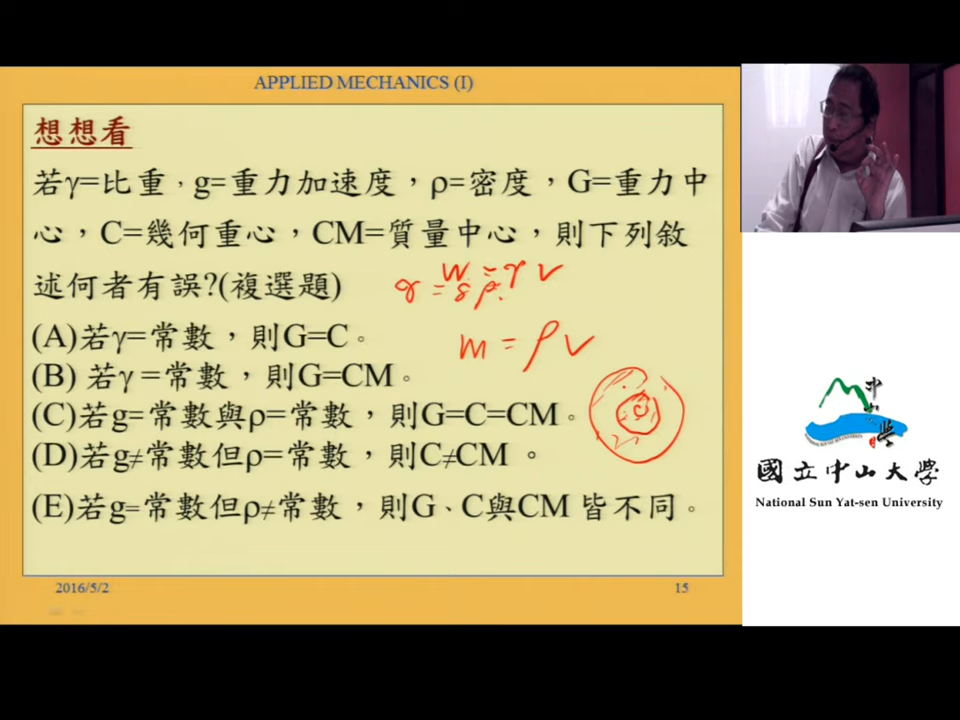 APPLIED MECHANICS (I)
想想看
若γ=比重，g=重力加速度，ρ=密度，G=重力中
心，C=幾何重心，CM=質量中心，則下列敘
述何者有誤?(複選題)
W = γ V
γ = g ρ
(A)若γ=常數，則G=C。
m = ρ V
(B) 若γ =常數，則G=CM。
(C)若g=常數與ρ=常數，則G=C=CM。
C
(D)若g≠常數但ρ=常數，則C≠CM。
(E)若g=常數但ρ≠常數，則G、C與CM 皆不同。
2016/5/2
15
中山大學
國立中山大學
National Sun Yat-sen University